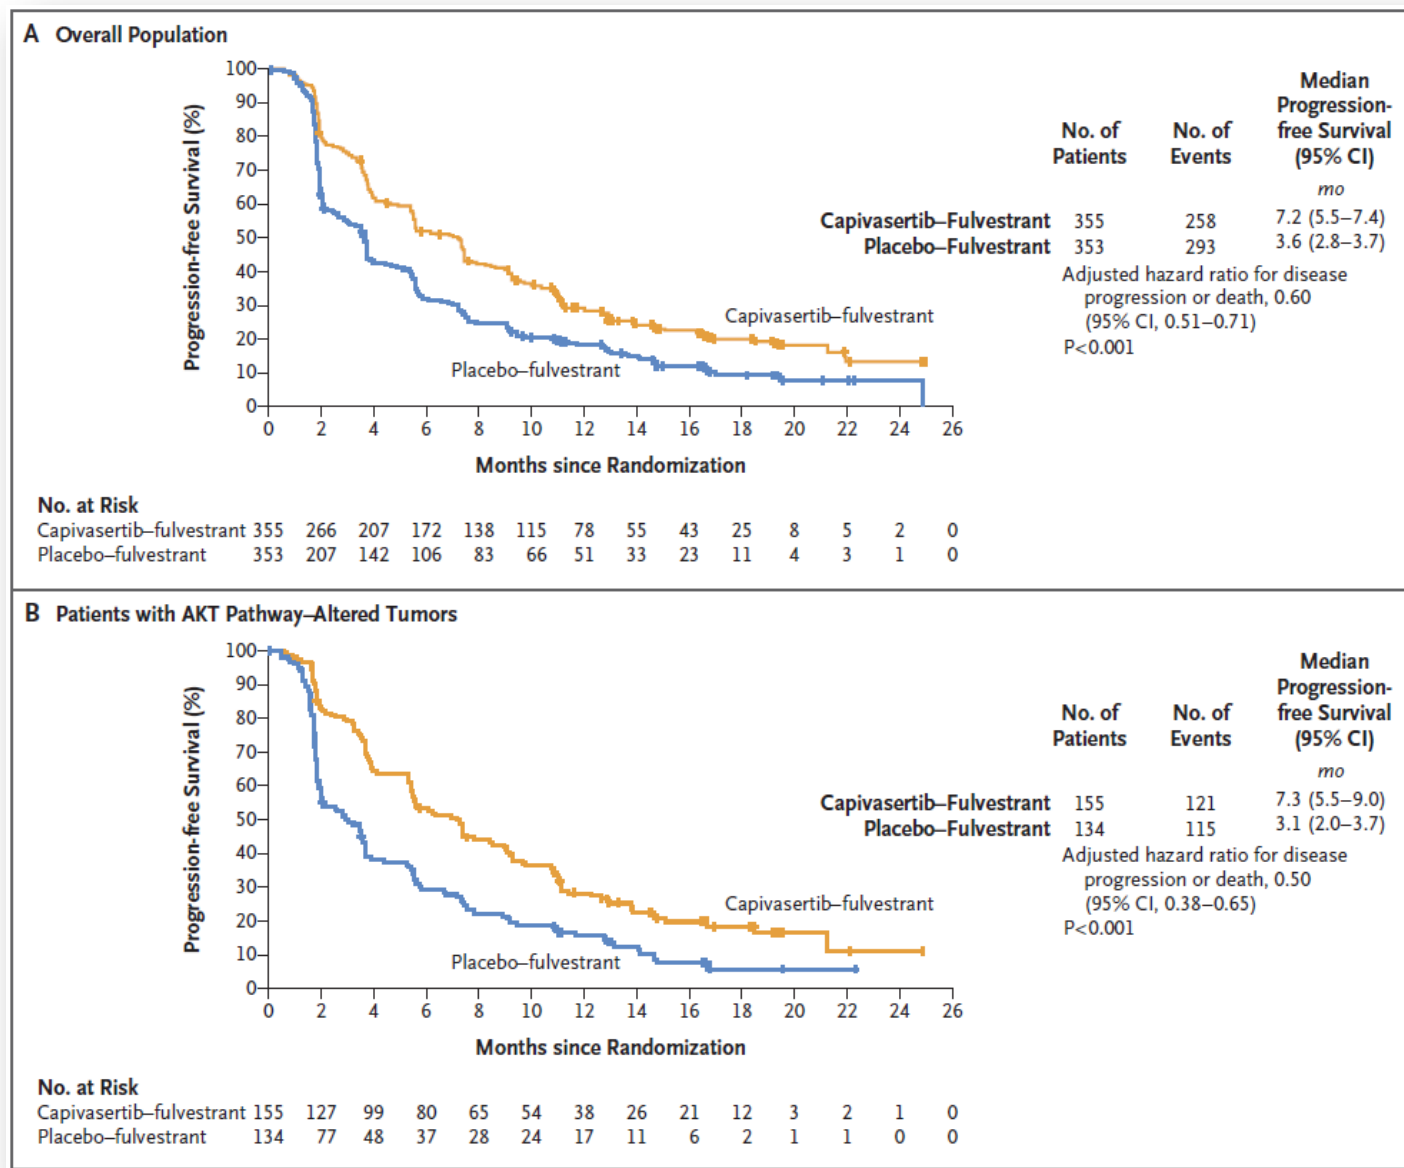 A Overall Population
Progression-free Survival (%)
100
90
80
70
60
50
40
30
20
10
0
0 2 4 6 8 10 12 14 16 18 20 22 24 26
Months since Randomization
Capivasertib–fulvestrant
Placebo–fulvestrant
No. of Patients
No. of Events
Median Progression-free Survival (95% CI)
mo
Capivasertib–Fulvestrant 355 258 7.2 (5.5–7.4)
Placebo–Fulvestrant 353 293 3.6 (2.8–3.7)
Adjusted hazard ratio for disease
progression or death, 0.60
(95% CI, 0.51–0.71)
P<0.001
No. at Risk
Capivasertib–fulvestrant 355 266 207 172 138 115 78 55 43 25 8 5 2 0
Placebo–fulvestrant 353 207 142 106 83 66 51 33 23 11 4 3 1 0
B Patients with AKT Pathway–Altered Tumors
Progression-free Survival (%)
100
90
80
70
60
50
40
30
20
10
0
0 2 4 6 8 10 12 14 16 18 20 22 24 26
Months since Randomization
Capivasertib–fulvestrant
Placebo–fulvestrant
No. of Patients
No. of Events
Median Progression-free Survival (95% CI)
mo
Capivasertib–Fulvestrant 155 121 7.3 (5.5–9.0)
Placebo–Fulvestrant 134 115 3.1 (2.0–3.7)
Adjusted hazard ratio for disease
progression or death, 0.50
(95% CI, 0.38–0.65)
P<0.001
No. at Risk
Capivasertib–fulvestrant 155 127 99 80 65 54 38 26 21 12 3 2 1 0
Placebo–fulvestrant 134 77 48 37 28 24 17 11 6 2 1 1 0 0